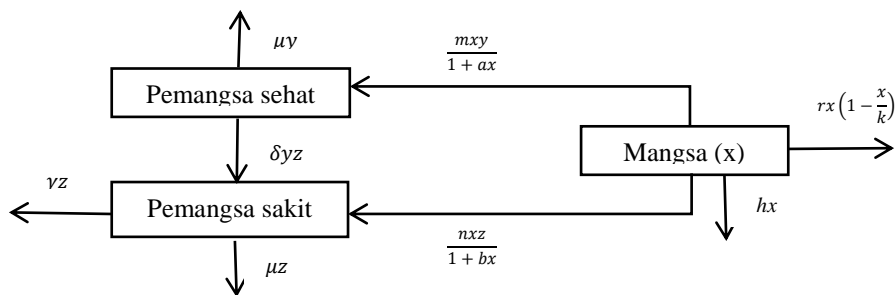 μy
mxy
1 + ax
Pemangsa sehat
rx(1 − x/k)
Mangsa (x)
δyz
γz
Pemangsa sakit
hx
nxz
1 + bx
μz